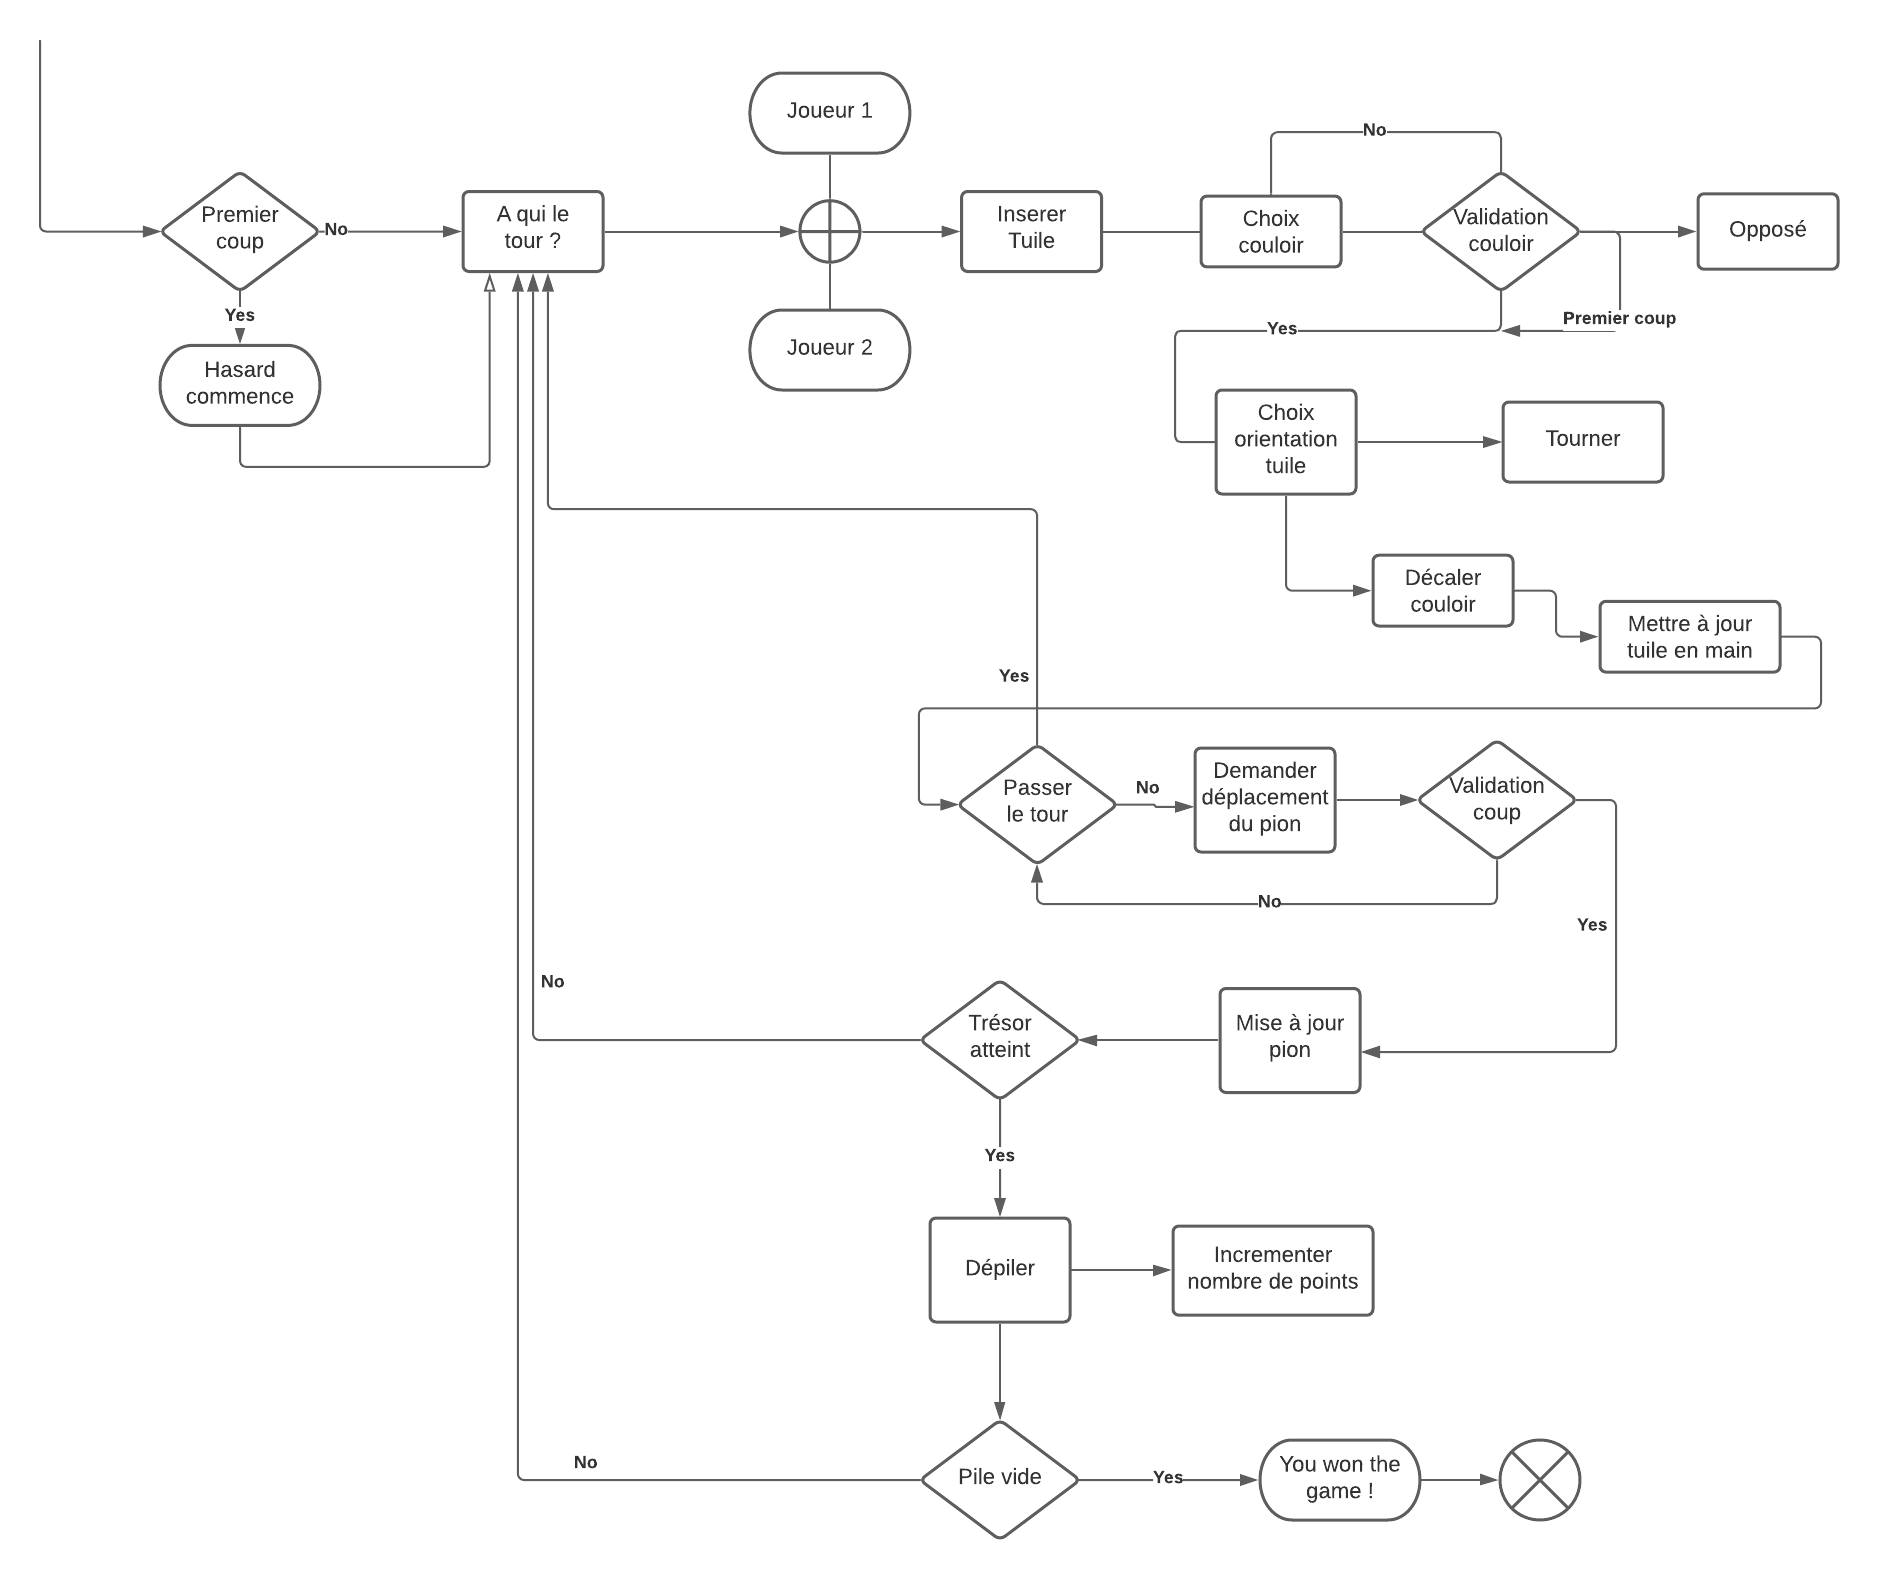 Joueur 1
No
Premier
coup
No
A qui le
tour ?
Inserer
Tuile
Choix
couloir
Validation
couloir
Opposé
Yes
Premier coup
Yes
Hasard
commence
Joueur 2
Choix
orientation
tuile
Tourner
Décaler
couloir
Mettre à jour
tuile en main
Yes
Passer
le tour
No
Demander
déplacement
du pion
Validation
coup
No
Yes
No
Trésor
atteint
Mise à jour
pion
Yes
Dépiler
Incrementer
nombre de points
No
Pile vide
Yes
You won the
game !